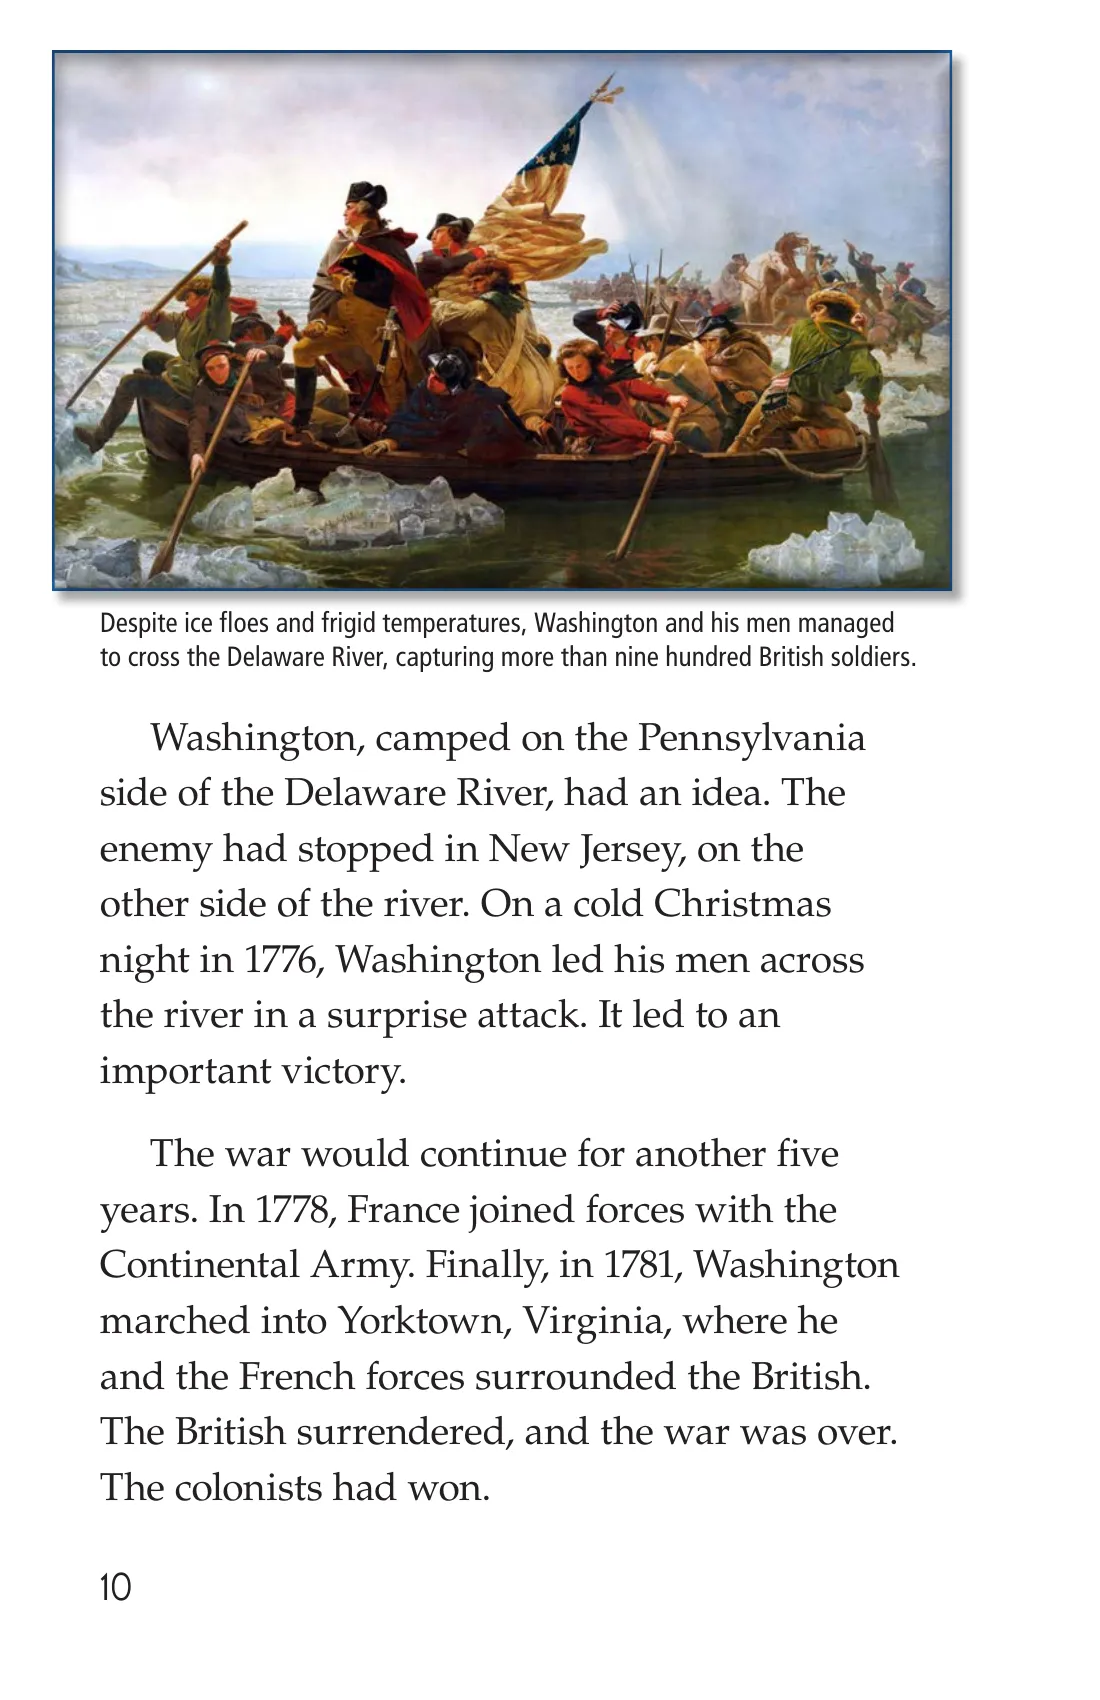 Despite ice floes and frigid temperatures, Washington and his men managed
to cross the Delaware River, capturing more than nine hundred British soldiers.
Washington, camped on the Pennsylvania
side of the Delaware River, had an idea. The
enemy had stopped in New Jersey, on the
other side of the river. On a cold Christmas
night in 1776, Washington led his men across
the river in a surprise attack. It led to an
important victory.
The war would continue for another five
years. In 1778, France joined forces with the
Continental Army. Finally, in 1781, Washington
marched into Yorktown, Virginia, where he
and the French forces surrounded the British.
The British surrendered, and the war was over.
The colonists had won.
10